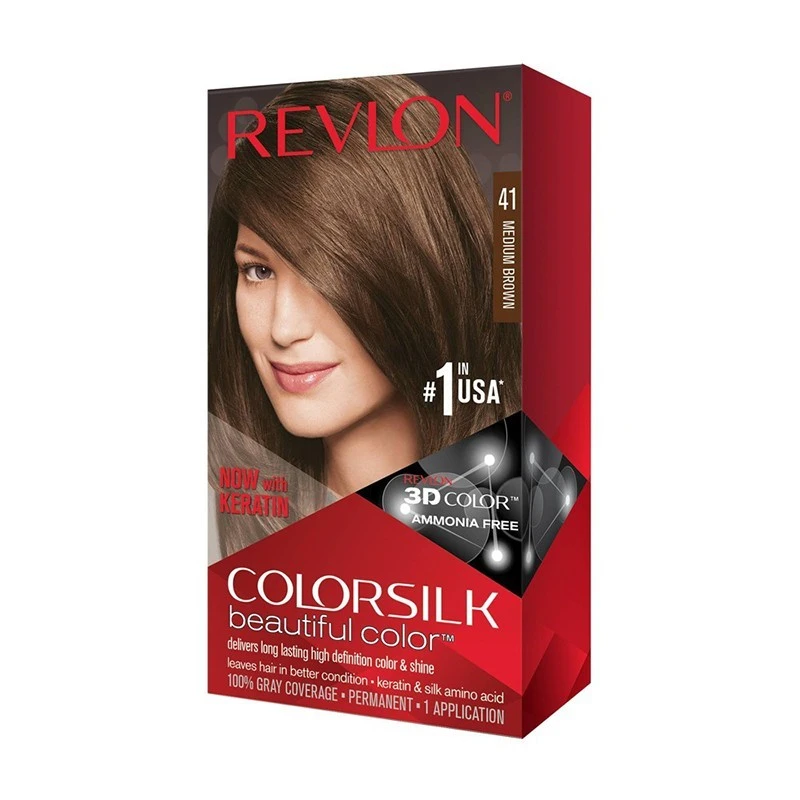 REVLON®
41
MEDIUM BROWN
#1 IN USA*
NOW with
KERATIN
REVLON
3D COLOR™
AMMONIA FREE
COLORSILK
beautiful color™
delivers long lasting high definition color & shine
leaves hair in better condition • keratin & silk amino acid
100% GRAY COVERAGE • PERMANENT • 1 APPLICATION